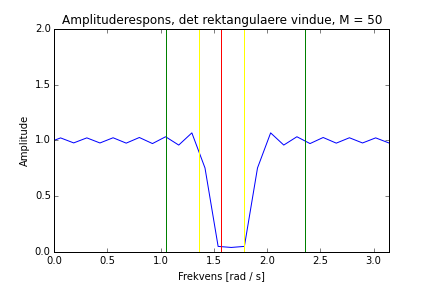 Amplituderespons, det rektangulaere vindue, M = 50
2.0
1.5
1.0
0.5
0.0
Amplitude
0.0 0.5 1.0 1.5 2.0 2.5 3.0
Frekvens [rad / s]